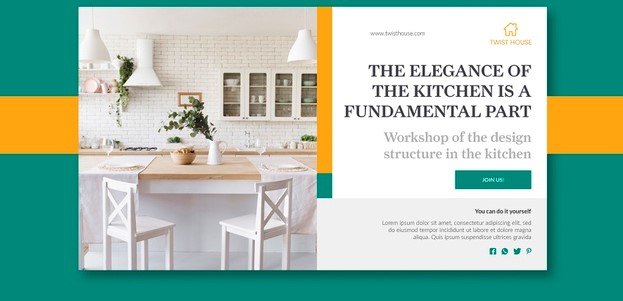 www.twisthouse.com
TWIST HOUSE
THE ELEGANCE OF
THE KITCHEN IS A
FUNDAMENTAL PART
Workshop of the design
structure in the kitchen
JOIN US!
You can do it yourself
Lorem ipsum dolor sit amet, consectetur adipiscing elit, sed
do eiusmod tempor incididunt ut labore et dolore magna
aliqua. Quis ipsum suspendisse ultrices gravida